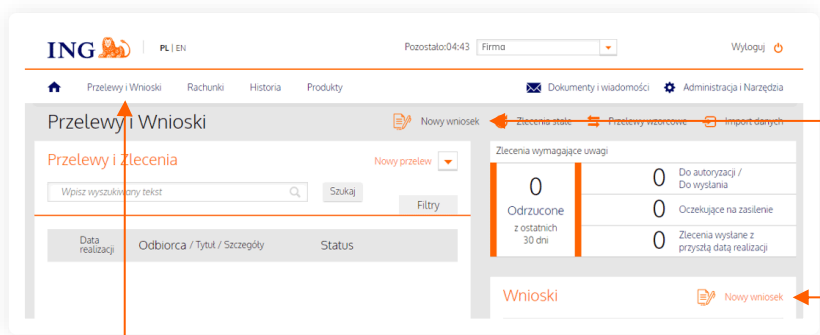 ING PL | EN Pozostało:04:43 Firma Wyloguj
Przelewy i Wnioski Rachunki Historia Produkty Dokumenty i wiadomości Administracja i Narzędzia
Przelewy i Wnioski Nowy wniosek Zlecenia stałe Przelewy wzorcowe Import danych
Przelewy i Zlecenia Nowy przelew
Wpisz wyszukiwany tekst Szukaj
Filtry
Data
realizacji Odbiorca / Tytuł / Szczegóły Status
Zlecenia wymagające uwagi
0
Odrzucone
z ostatnich
30 dni
0 Do autoryzacji /
Do wysłania
0 Oczekujące na zasilenie
0 Zlecenia wysłane z
przyszłą datą realizacji
Wnioski Nowy wniosek